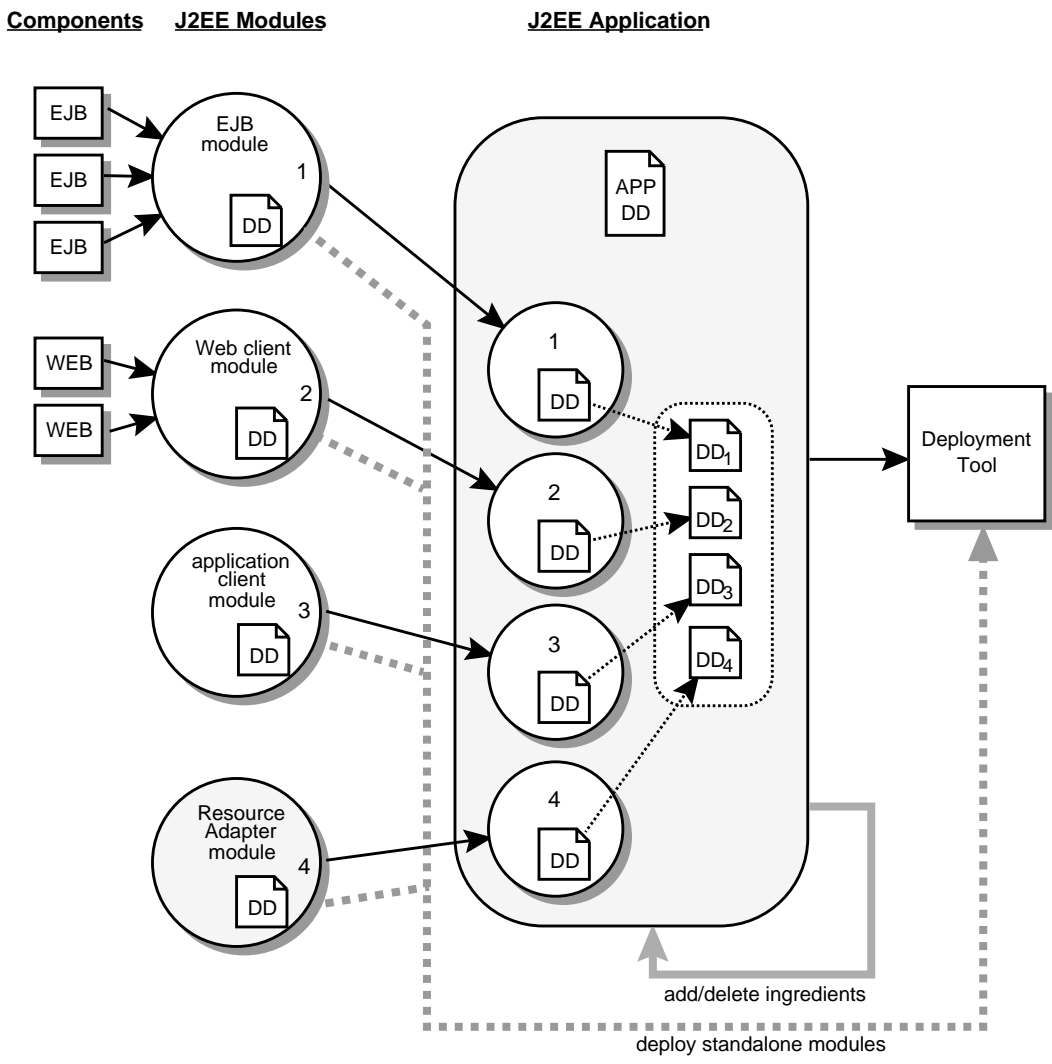 Components
J2EE Modules
J2EE Application
EJB
EJB
EJB
EJB
module
1
DD
WEB
WEB
Web client
module
2
DD
application
client
module
3
DD
Resource
Adapter
module
4
DD
APP
DD
1
DD
2
DD
3
DD
4
DD
DD1
DD2
DD3
DD4
Deployment
Tool
add/delete ingredients
deploy standalone modules